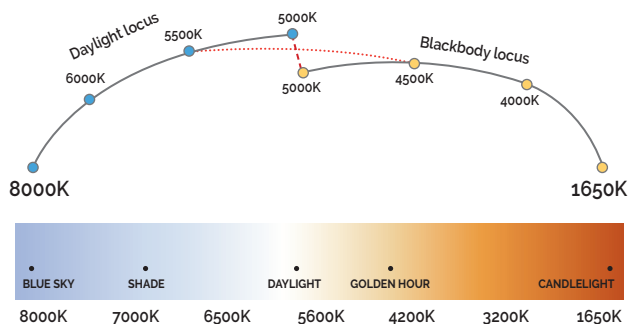 Daylight locus
5000K
5500K
Blackbody locus
6000K
5000K
4500K
4000K
8000K
1650K
BLUE SKY
SHADE
DAYLIGHT
GOLDEN HOUR
CANDLELIGHT
8000K
7000K
6500K
5600K
4200K
3200K
1650K